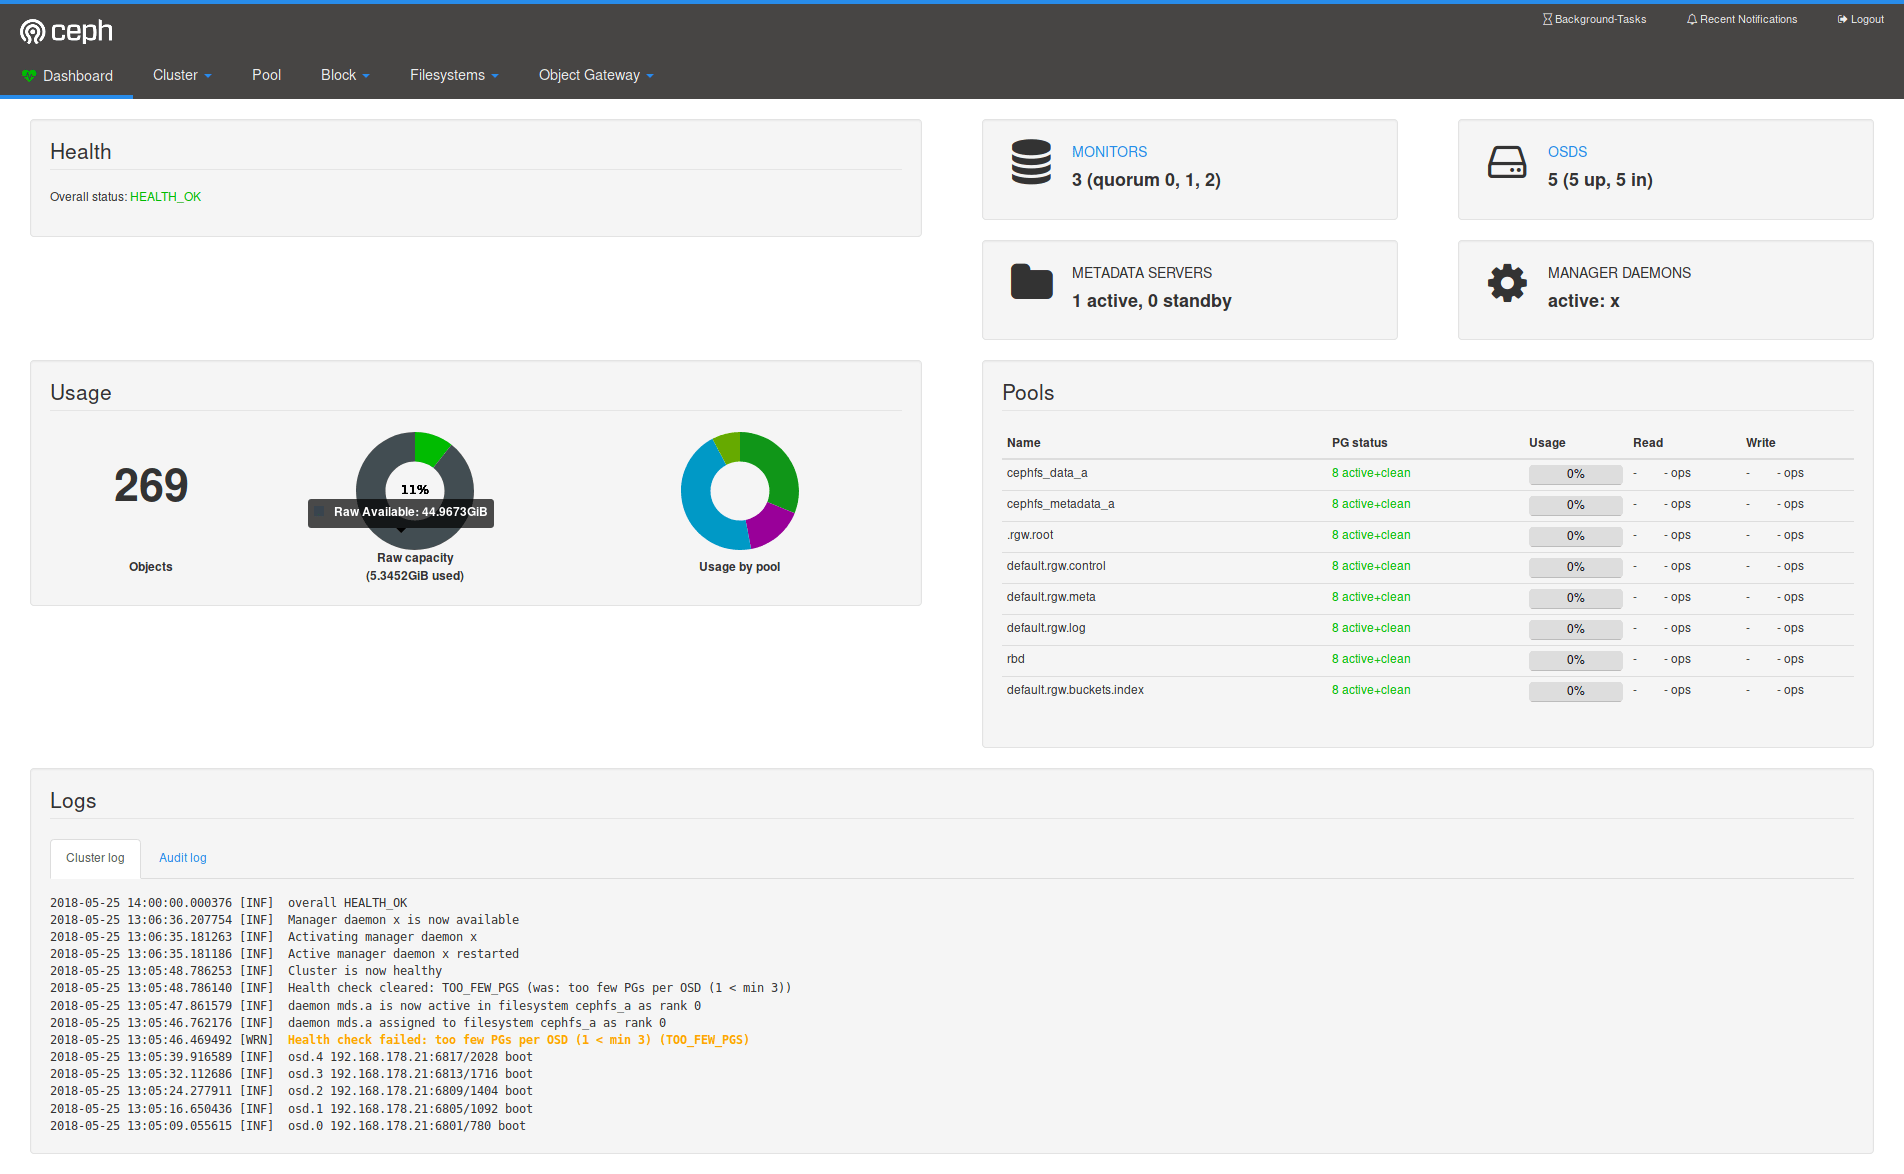 ceph
Background-Tasks Recent Notifications Logout
Dashboard Cluster Pool Block Filesystems Object Gateway
Health
Overall status: HEALTH_OK
MONITORS
3 (quorum 0, 1, 2)
OSDS
5 (5 up, 5 in)
METADATA SERVERS
1 active, 0 standby
MANAGER DAEMONS
active: x
Usage
269
Objects
11%
Raw Available: 44.9673GiB
Raw capacity
(5.3452GiB used)
Usage by pool
Pools
Name PG status Usage Read Write
cephfs_data_a 8 active+clean 0% - - ops - - ops
cephfs_metadata_a 8 active+clean 0% - - ops - - ops
.rgw.root 8 active+clean 0% - - ops - - ops
default.rgw.control 8 active+clean 0% - - ops - - ops
default.rgw.meta 8 active+clean 0% - - ops - - ops
default.rgw.log 8 active+clean 0% - - ops - - ops
rbd 8 active+clean 0% - - ops - - ops
default.rgw.buckets.index 8 active+clean 0% - - ops - - ops
Logs
Cluster log Audit log
2018-05-25 14:00:00.000376 [INF] overall HEALTH_OK
2018-05-25 13:06:36.207754 [INF] Manager daemon x is now available
2018-05-25 13:06:35.181263 [INF] Activating manager daemon x
2018-05-25 13:06:35.181186 [INF] Active manager daemon x restarted
2018-05-25 13:05:48.786253 [INF] Cluster is now healthy
2018-05-25 13:05:48.786140 [INF] Health check cleared: TOO_FEW_PGS (was: too few PGs per OSD (1 < min 3))
2018-05-25 13:05:47.861579 [INF] daemon mds.a is now active in filesystem cephfs_a as rank 0
2018-05-25 13:05:46.762176 [INF] daemon mds.a assigned to filesystem cephfs_a as rank 0
2018-05-25 13:05:46.469492 [WRN] Health check failed: too few PGs per OSD (1 < min 3) (TOO_FEW_PGS)
2018-05-25 13:05:39.916589 [INF] osd.4 192.168.178.21:6817/2028 boot
2018-05-25 13:05:32.112686 [INF] osd.3 192.168.178.21:6813/1716 boot
2018-05-25 13:05:24.277911 [INF] osd.2 192.168.178.21:6809/1404 boot
2018-05-25 13:05:16.650436 [INF] osd.1 192.168.178.21:6805/1092 boot
2018-05-25 13:05:09.055615 [INF] osd.0 192.168.178.21:6801/780 boot